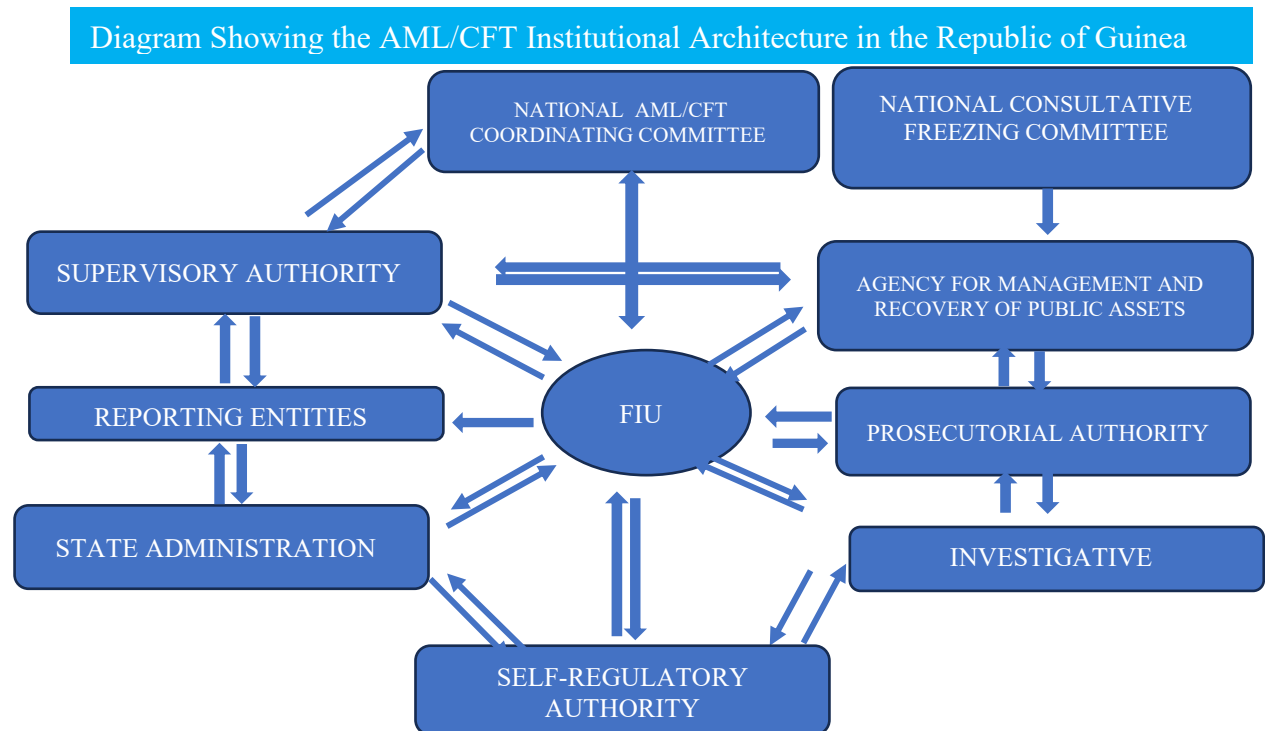 Diagram Showing the AML/CFT Institutional Architecture in the Republic of Guinea
NATIONAL AML/CFT
COORDINATING COMMITTEE
NATIONAL CONSULTATIVE
FREEZING COMMITTEE
SUPERVISORY AUTHORITY
AGENCY FOR MANAGEMENT AND
RECOVERY OF PUBLIC ASSETS
REPORTING ENTITIES
FIU
PROSECUTORIAL AUTHORITY
STATE ADMINISTRATION
INVESTIGATIVE
SELF-REGULATORY
AUTHORITY